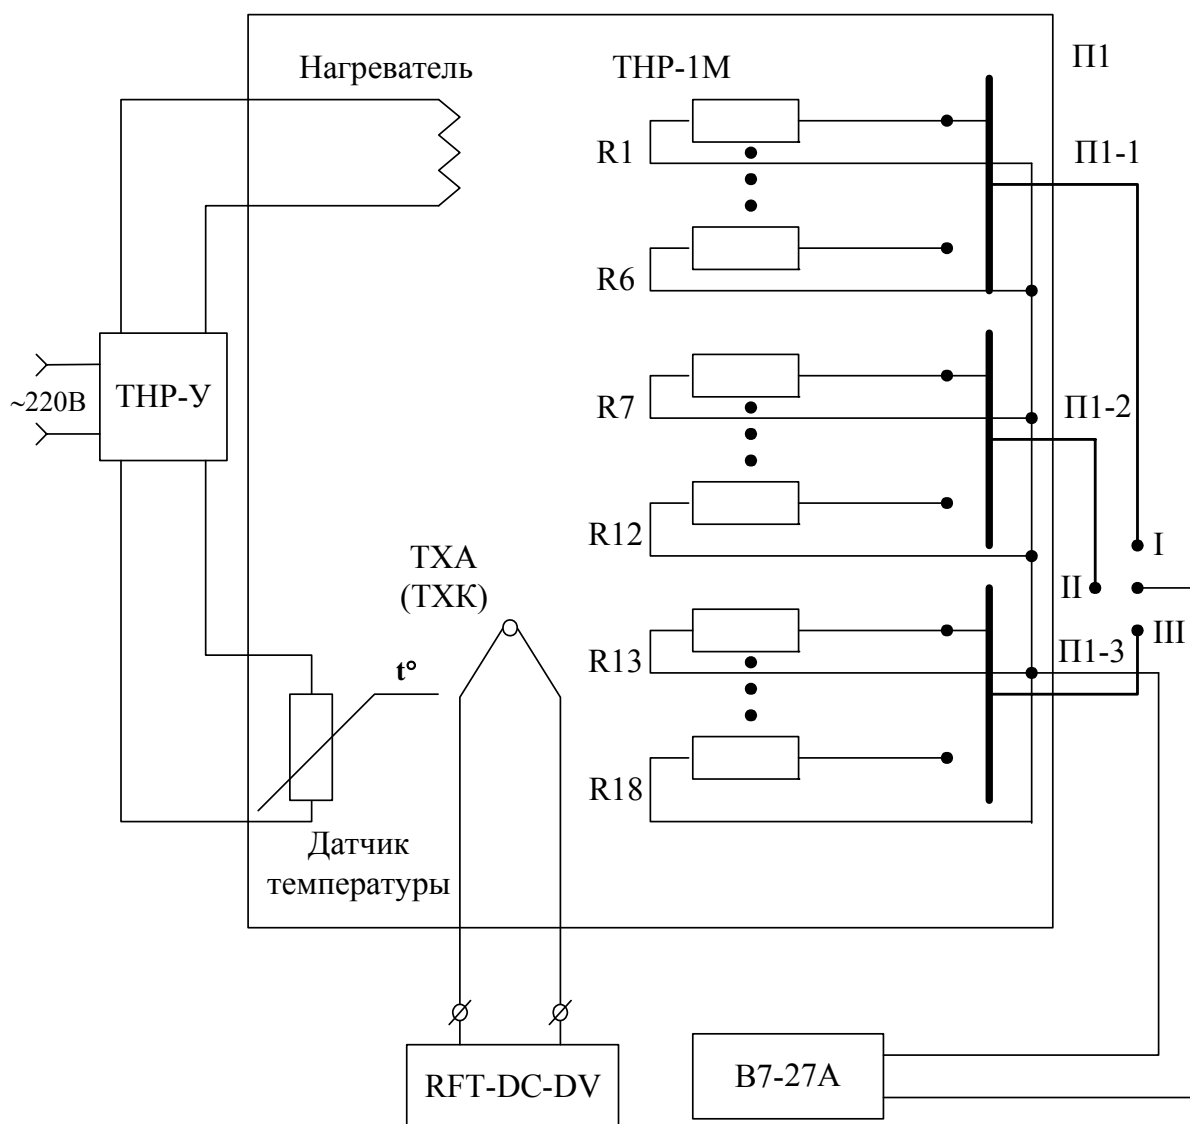 Нагреватель
ТНР-1М
П1
R1
П1-1
R6
ТНР-У
~220В
R7
П1-2
R12
ТХА
(ТХК)
I
II
III
R13
П1-3
t°
R18
Датчик
температуры
RFT-DC-DV
В7-27А